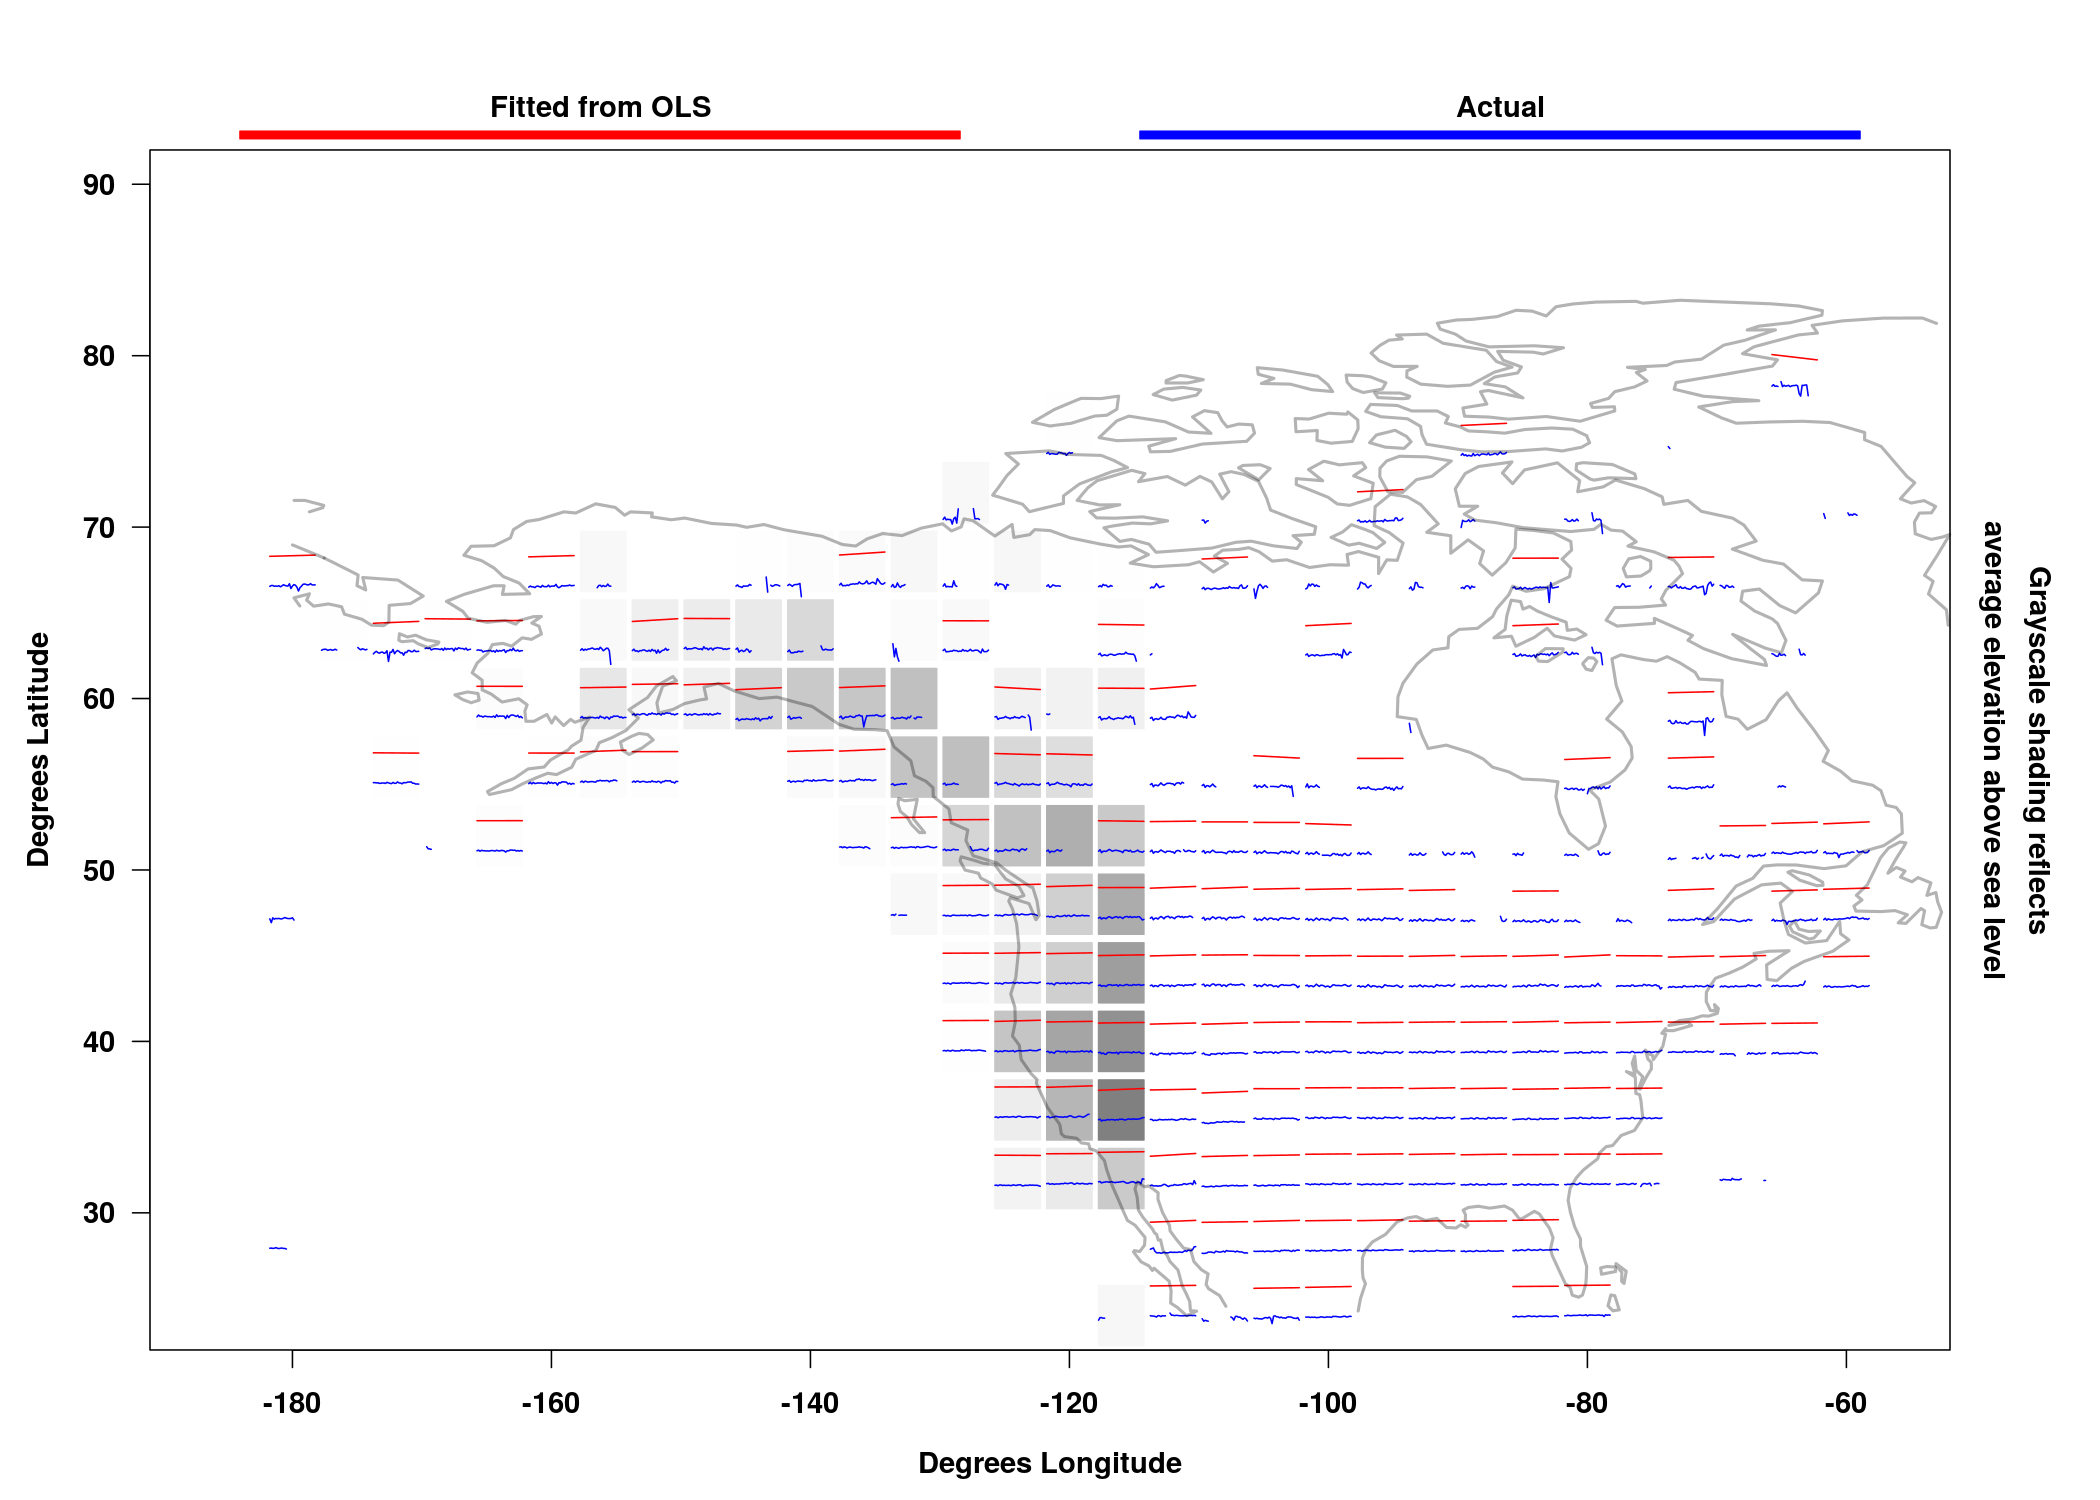 Fitted from OLS
Actual
90
80
70
60
50
40
30
Degrees Latitude
-180
-160
-140
-120
-100
-80
-60
Degrees Longitude
Grayscale shading reflects
average elevation above sea level